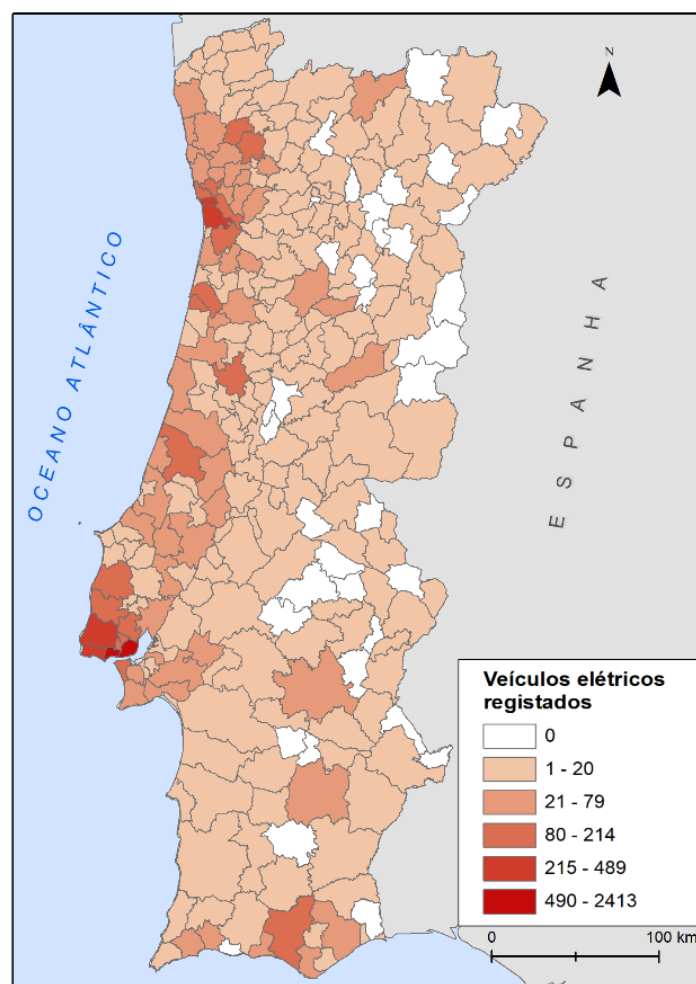 N
OCEANO ATLÂNTICO
ESPANHA
Veículos elétricos
registados
0
1 - 20
21 - 79
80 - 214
215 - 489
490 - 2413
0
100 km